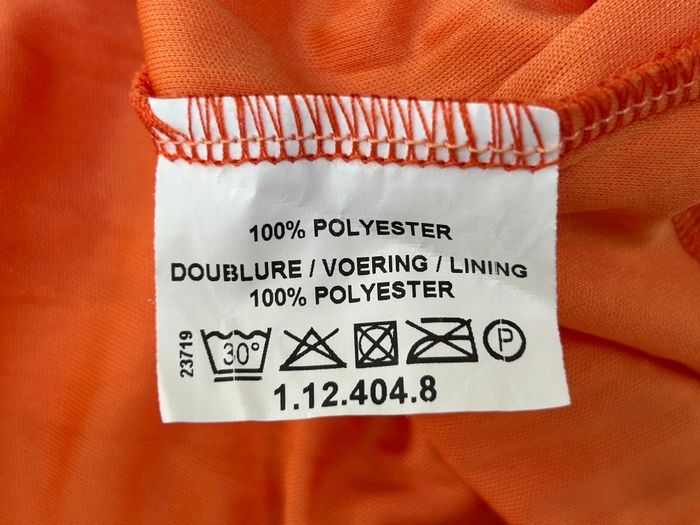 100% POLYESTER
DOUBLURE / VOERING / LINING
100% POLYESTER
23719
30° P
1.12.404.8